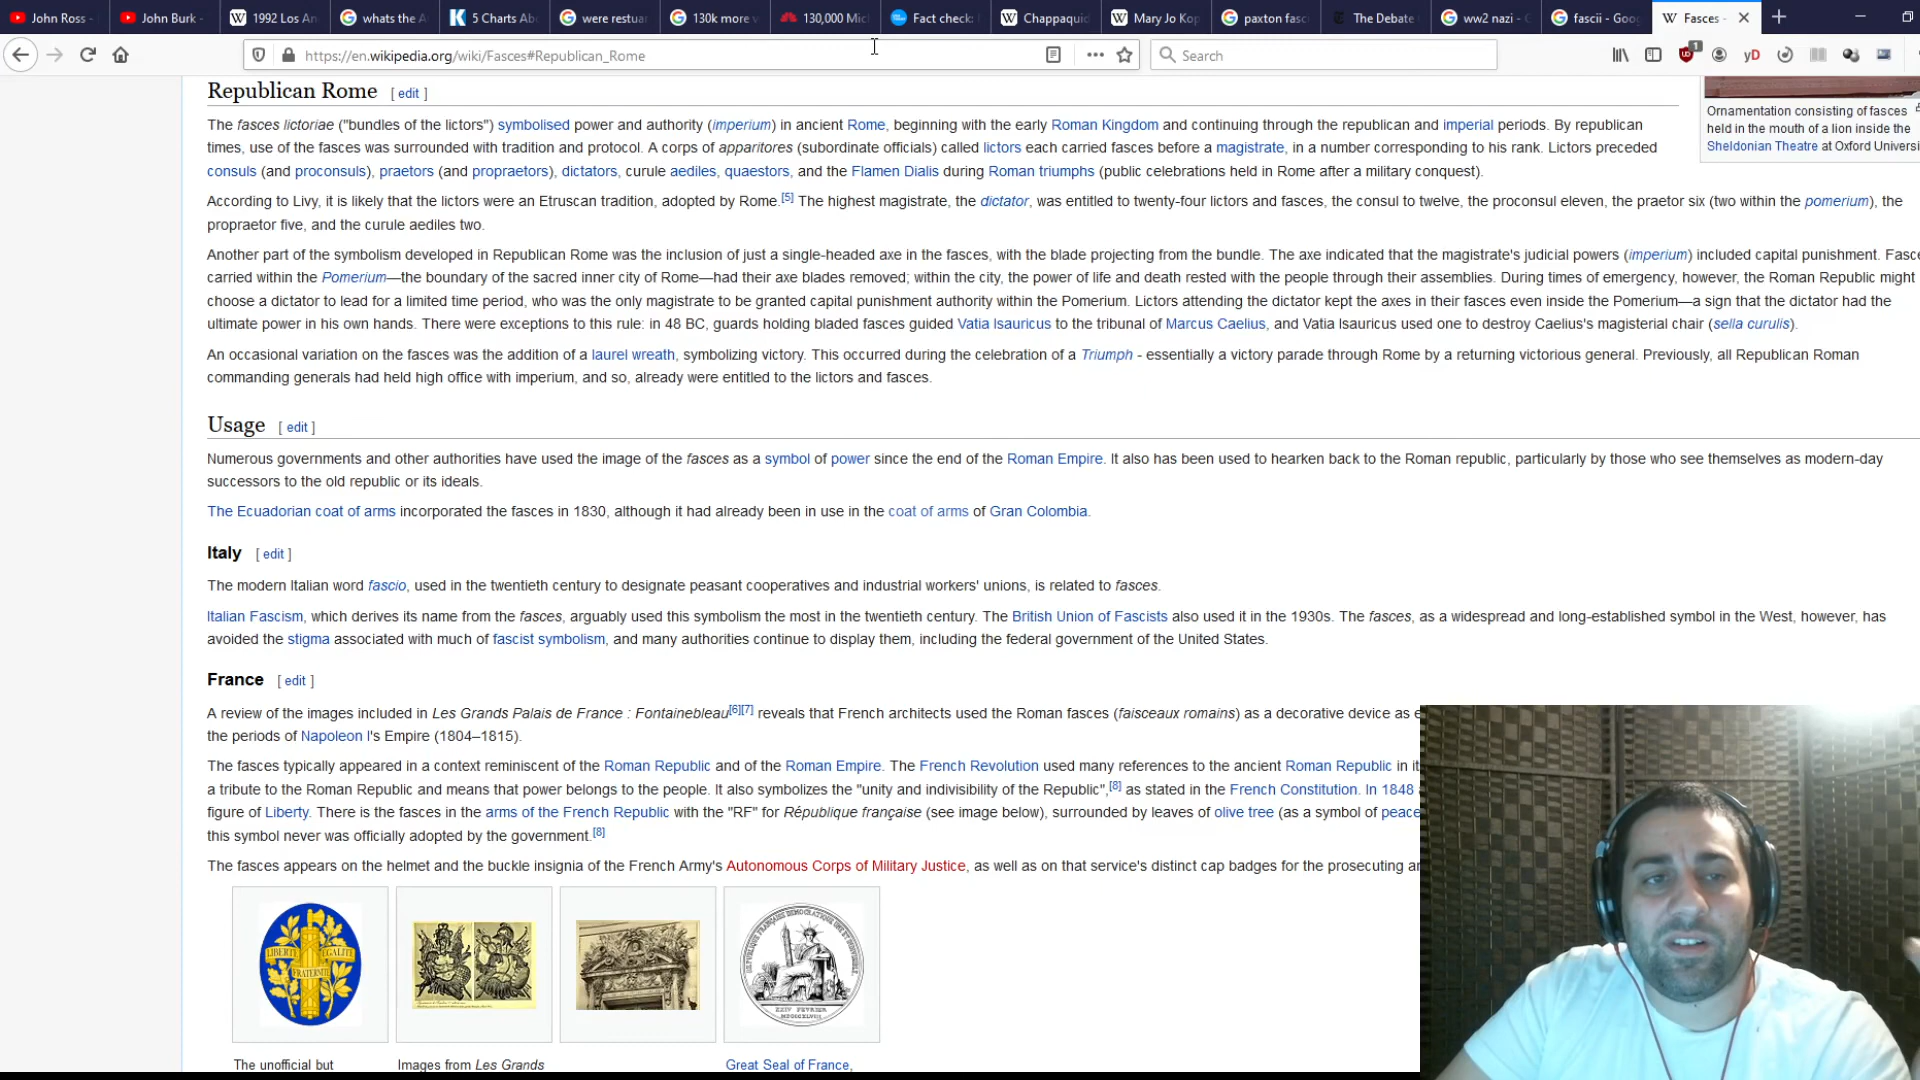 John Ross -
John Burk -
1992 Los An
whats the A
5 Charts Ab
were restuar
130k more v
130,000 Mic
Fact check:
Chappaquid
Mary Jo Kop
paxton fasc
The Debate
ww2 nazi - G
fascii - Goog
Fasces -
https://en.wikipedia.org/wiki/Fasces#Republican_Rome
Search
1
yD
Republican Rome [ edit ]
The fasces lictoriae ("bundles of the lictors") symbolised power and authority (imperium) in ancient Rome, beginning with the early Roman Kingdom and continuing through the republican and imperial periods. By republican
times, use of the fasces was surrounded with tradition and protocol. A corps of apparitores (subordinate officials) called lictors each carried fasces before a magistrate, in a number corresponding to his rank. Lictors preceded
consuls (and proconsuls), praetors (and propraetors), dictators, curule aediles, quaestors, and the Flamen Dialis during Roman triumphs (public celebrations held in Rome after a military conquest).
Ornamentation consisting of fasces
held in the mouth of a lion inside the
Sheldonian Theatre at Oxford Universi
According to Livy, it is likely that the lictors were an Etruscan tradition, adopted by Rome.[5] The highest magistrate, the dictator, was entitled to twenty-four lictors and fasces, the consul to twelve, the proconsul eleven, the praetor six (two within the pomerium), the
propraetor five, and the curule aediles two.
Another part of the symbolism developed in Republican Rome was the inclusion of just a single-headed axe in the fasces, with the blade projecting from the bundle. The axe indicated that the magistrate's judicial powers (imperium) included capital punishment. Fasce
carried within the Pomerium—the boundary of the sacred inner city of Rome—had their axe blades removed; within the city, the power of life and death rested with the people through their assemblies. During times of emergency, however, the Roman Republic might
choose a dictator to lead for a limited time period, who was the only magistrate to be granted capital punishment authority within the Pomerium. Lictors attending the dictator kept the axes in their fasces even inside the Pomerium—a sign that the dictator had the
ultimate power in his own hands. There were exceptions to this rule: in 48 BC, guards holding bladed fasces guided Vatia Isauricus to the tribunal of Marcus Caelius, and Vatia Isauricus used one to destroy Caelius's magisterial chair (sella curulis).
An occasional variation on the fasces was the addition of a laurel wreath, symbolizing victory. This occurred during the celebration of a Triumph - essentially a victory parade through Rome by a returning victorious general. Previously, all Republican Roman
commanding generals had held high office with imperium, and so, already were entitled to the lictors and fasces.
Usage [ edit ]
Numerous governments and other authorities have used the image of the fasces as a symbol of power since the end of the Roman Empire. It also has been used to hearken back to the Roman republic, particularly by those who see themselves as modern-day
successors to the old republic or its ideals.
The Ecuadorian coat of arms incorporated the fasces in 1830, although it had already been in use in the coat of arms of Gran Colombia.
Italy [ edit ]
The modern Italian word fascio, used in the twentieth century to designate peasant cooperatives and industrial workers' unions, is related to fasces.
Italian Fascism, which derives its name from the fasces, arguably used this symbolism the most in the twentieth century. The British Union of Fascists also used it in the 1930s. The fasces, as a widespread and long-established symbol in the West, however, has
avoided the stigma associated with much of fascist symbolism, and many authorities continue to display them, including the federal government of the United States.
France [ edit ]
A review of the images included in Les Grands Palais de France : Fontainebleau[6][7] reveals that French architects used the Roman fasces (faisceaux romains) as a decorative device as e
the periods of Napoleon I's Empire (1804–1815).
The fasces typically appeared in a context reminiscent of the Roman Republic and of the Roman Empire. The French Revolution used many references to the ancient Roman Republic in it
a tribute to the Roman Republic and means that power belongs to the people. It also symbolizes the "unity and indivisibility of the Republic",[8] as stated in the French Constitution. In 1848
figure of Liberty. There is the fasces in the arms of the French Republic with the "RF" for République française (see image below), surrounded by leaves of olive tree (as a symbol of peace
this symbol never was officially adopted by the government.[8]
The fasces appears on the helmet and the buckle insignia of the French Army's Autonomous Corps of Military Justice, as well as on that service's distinct cap badges for the prosecuting ar
LIBERTE EGALITE
FRATERNITE
The unofficial but
Images from Les Grands
Great Seal of France,